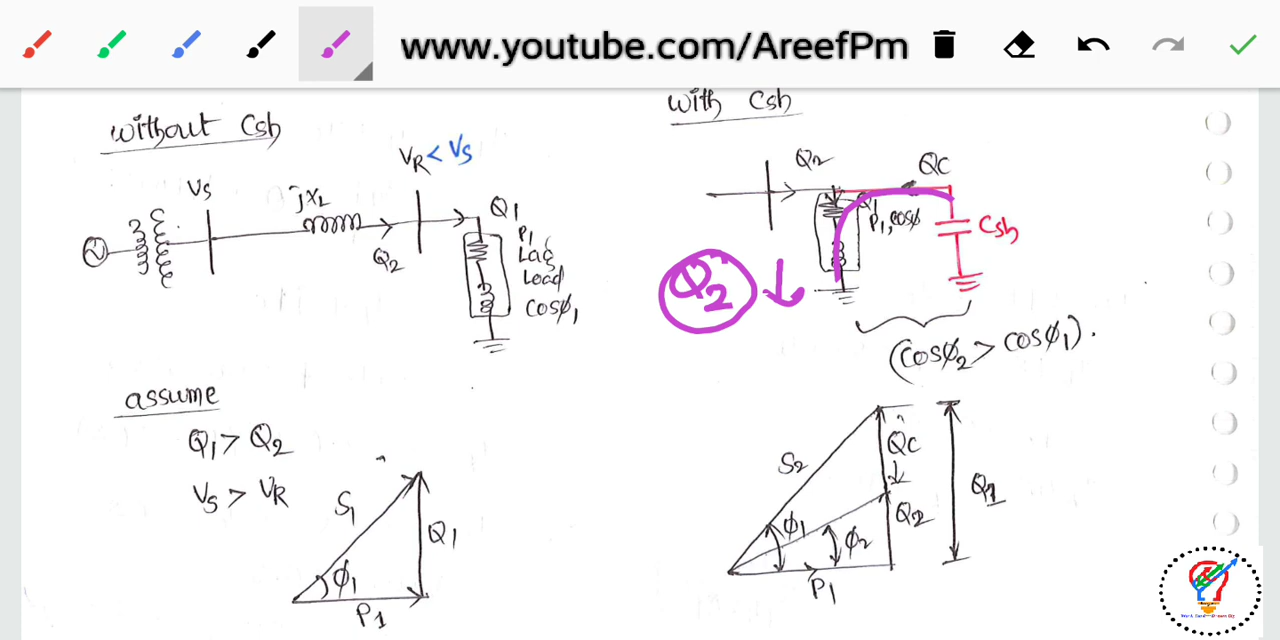 www.youtube.com/AreefPm
without Csh
VR < VS
VS
jXL
Q2
Q1
P1
Lag
Load
cosϕ1
assume
Q1 > Q2
VS > VR
S1
Q1
ϕ1
P1
with Csh
Q2
QC
Q1
P1, cosϕ
Csh
Q2 ↓
(cosϕ2 > cosϕ1).
S2
QC
Q2
Q1
ϕ1
ϕ2
P1